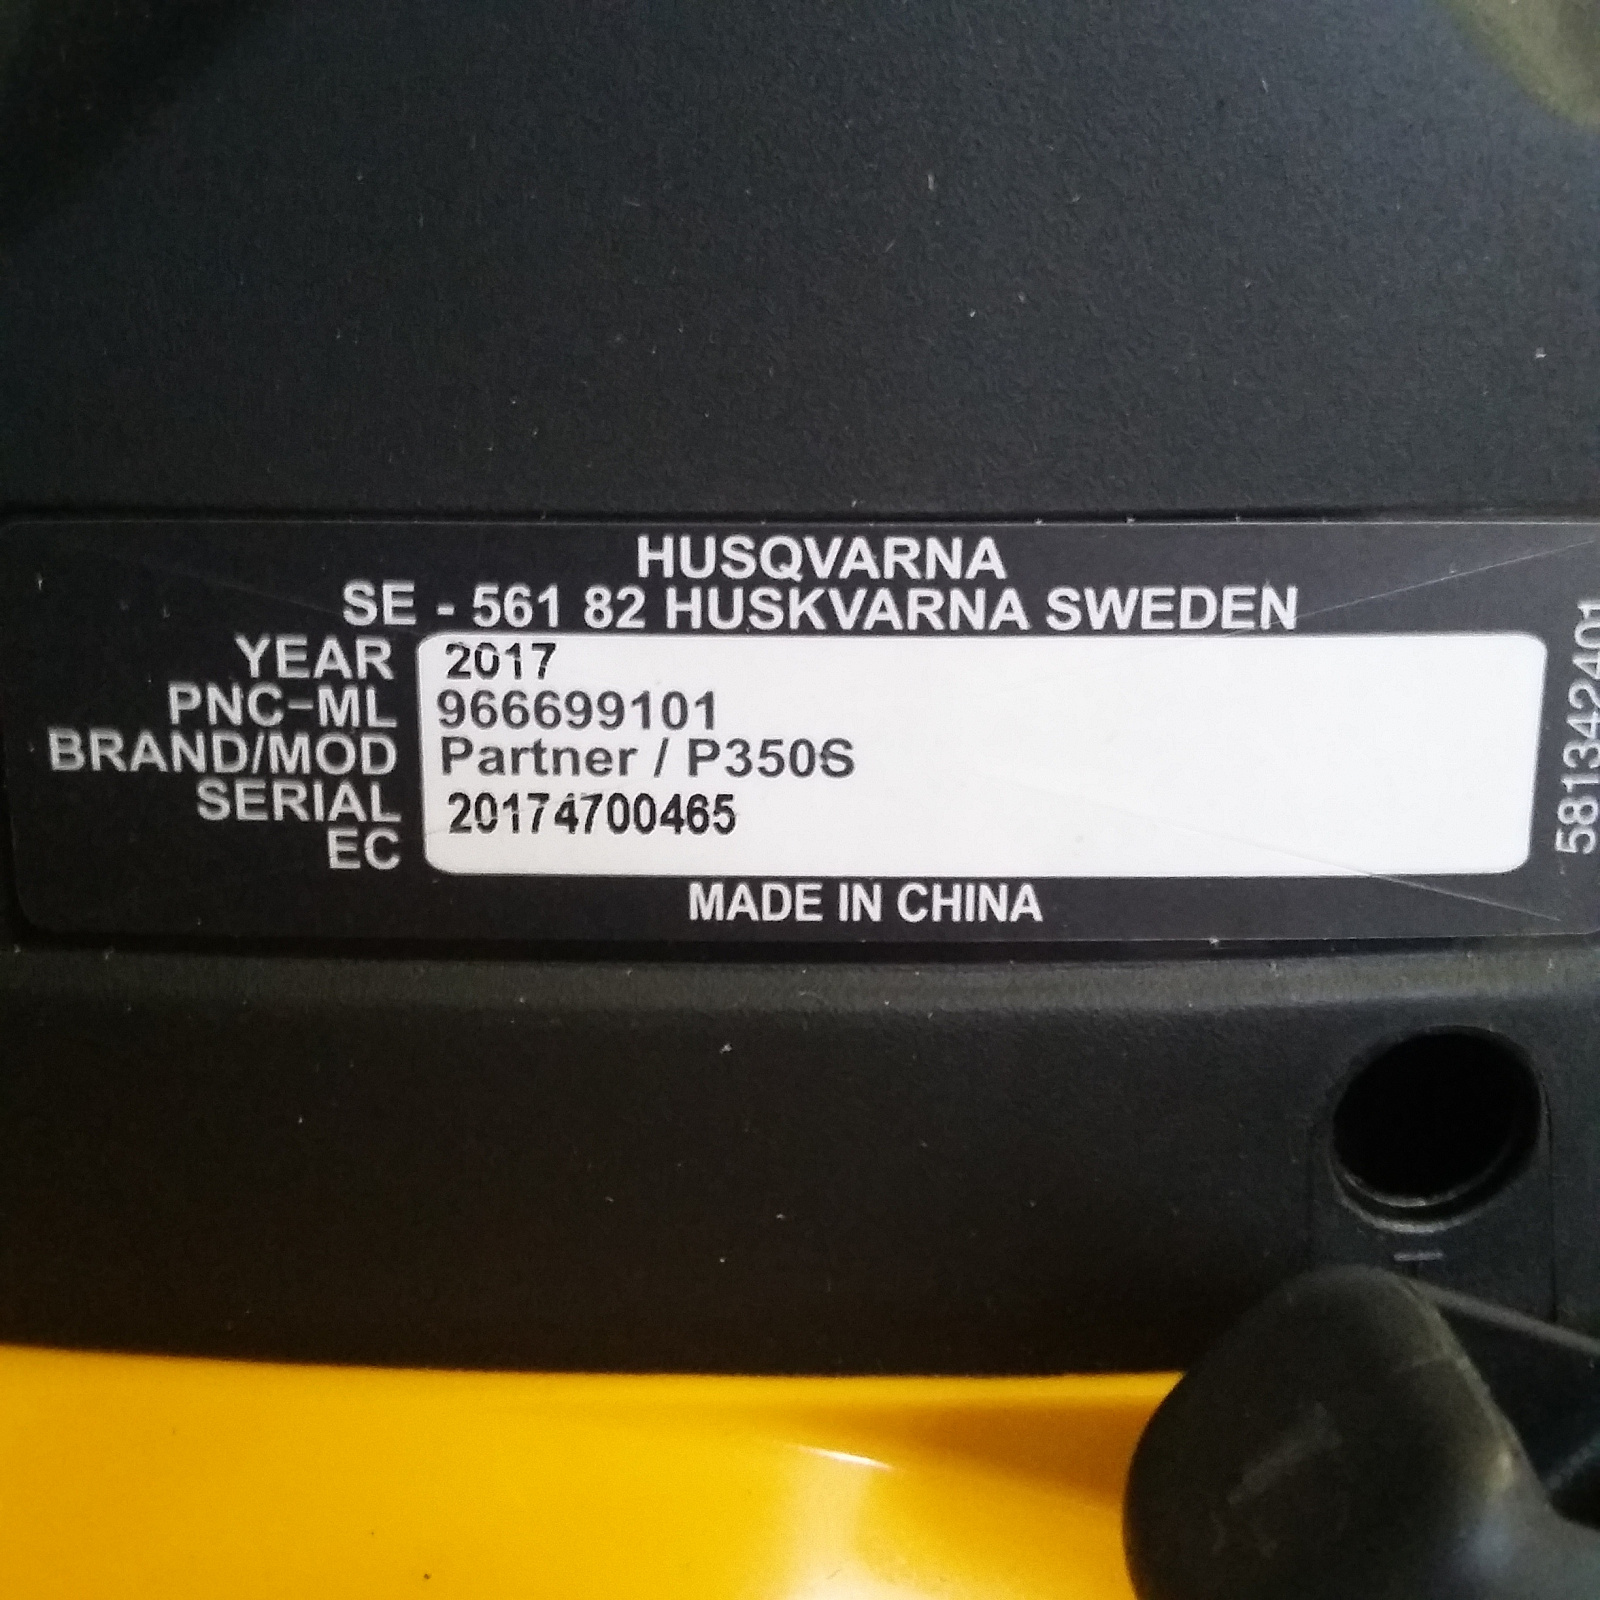 HUSQVARNA
SE - 561 82 HUSKVARNA SWEDEN
YEAR 2017
PNC-ML 966699101
BRAND/MOD Partner / P350S
SERIAL 20174700465
EC
MADE IN CHINA
581342401